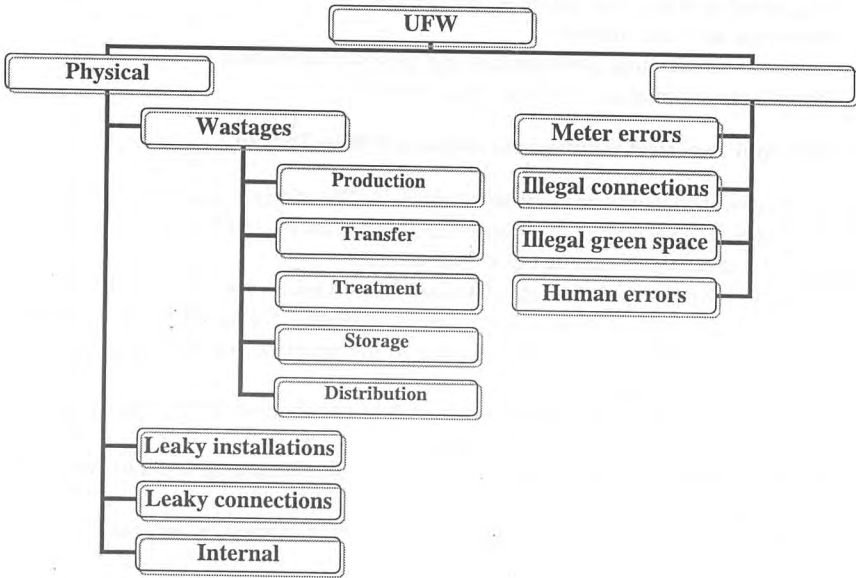 UFW
Physical
Wastages
Production
Transfer
Treatment
Storage
Distribution
Leaky installations
Leaky connections
Internal
Meter errors
Illegal connections
Illegal green space
Human errors